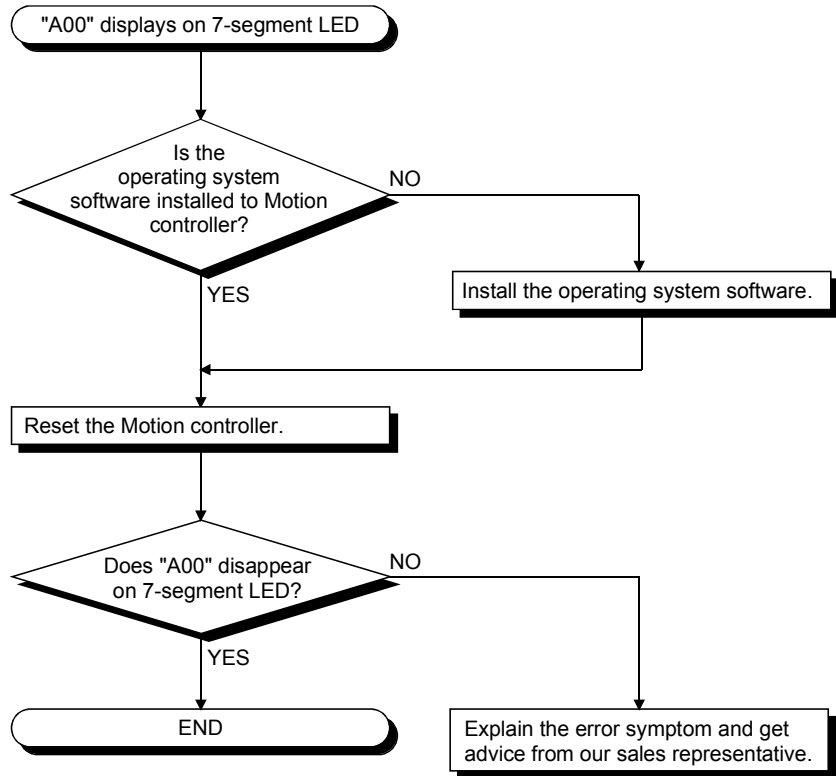 "A00" displays on 7-segment LED
Is the
operating system
software installed to Motion
controller?
NO
YES
Install the operating system software.
Reset the Motion controller.
Does "A00" disappear
on 7-segment LED?
NO
YES
END
Explain the error symptom and get
advice from our sales representative.